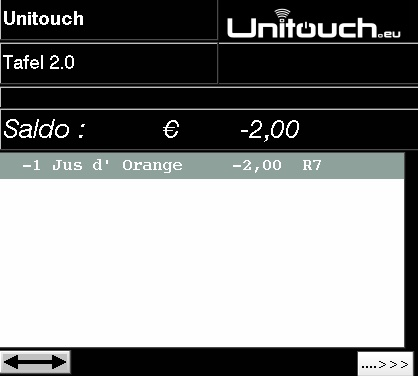 Unitouch
Unitouch.eu
Tafel 2.0
Saldo : € -2,00
-1 Jus d' Orange -2,00 R7
....>>>